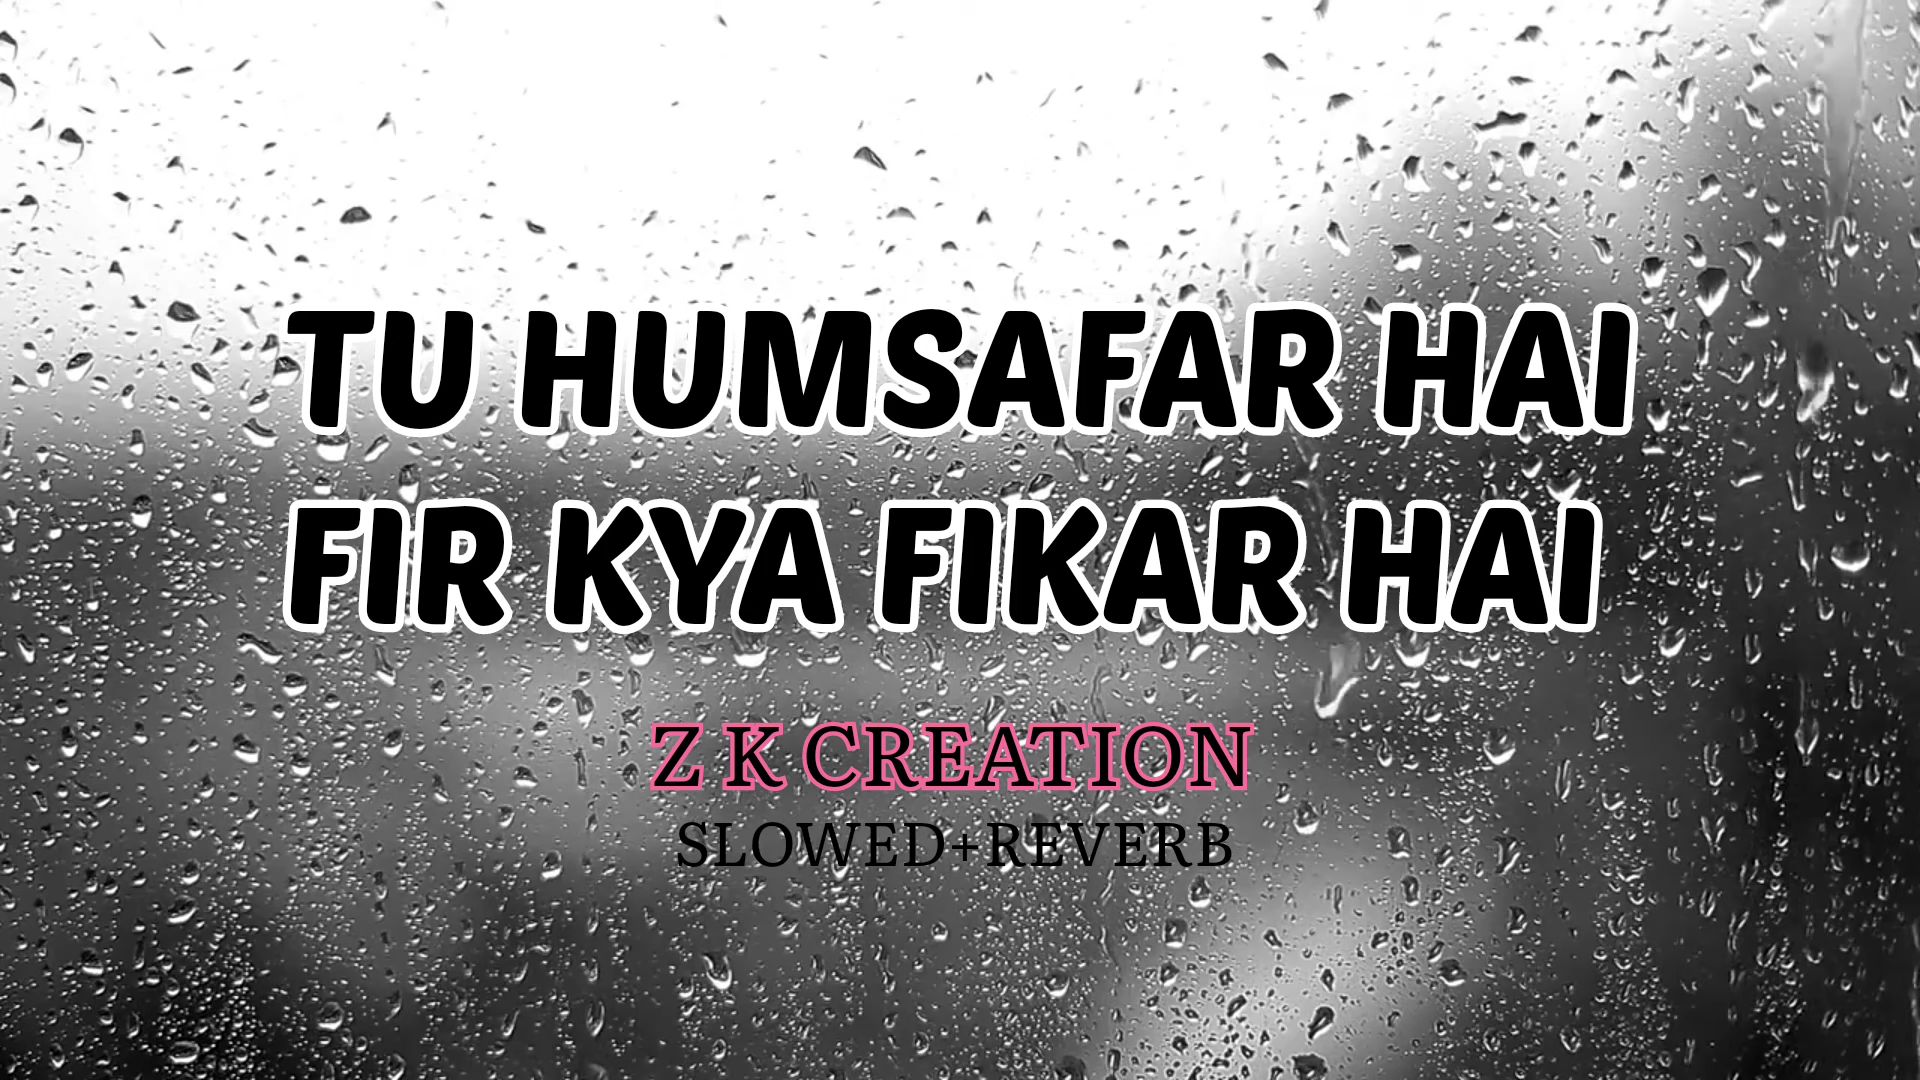 TU HUMSAFAR HAI
FIR KYA FIKAR HAI
Z K CREATION
SLOWED+REVERB